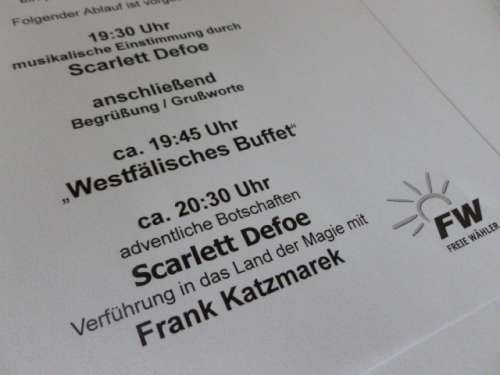 Folgender Ablauf ist vorges
19:30 Uhr
musikalische Einstimmung durch
Scarlett Defoe
anschließend
Begrüßung / Grußworte
ca. 19:45 Uhr
„Westfälisches Buffet“
ca. 20:30 Uhr
adventliche Botschaften
Scarlett Defoe
Verführung in das Land der Magie mit
Frank Katzmarek
FW
FREIE WÄHLER